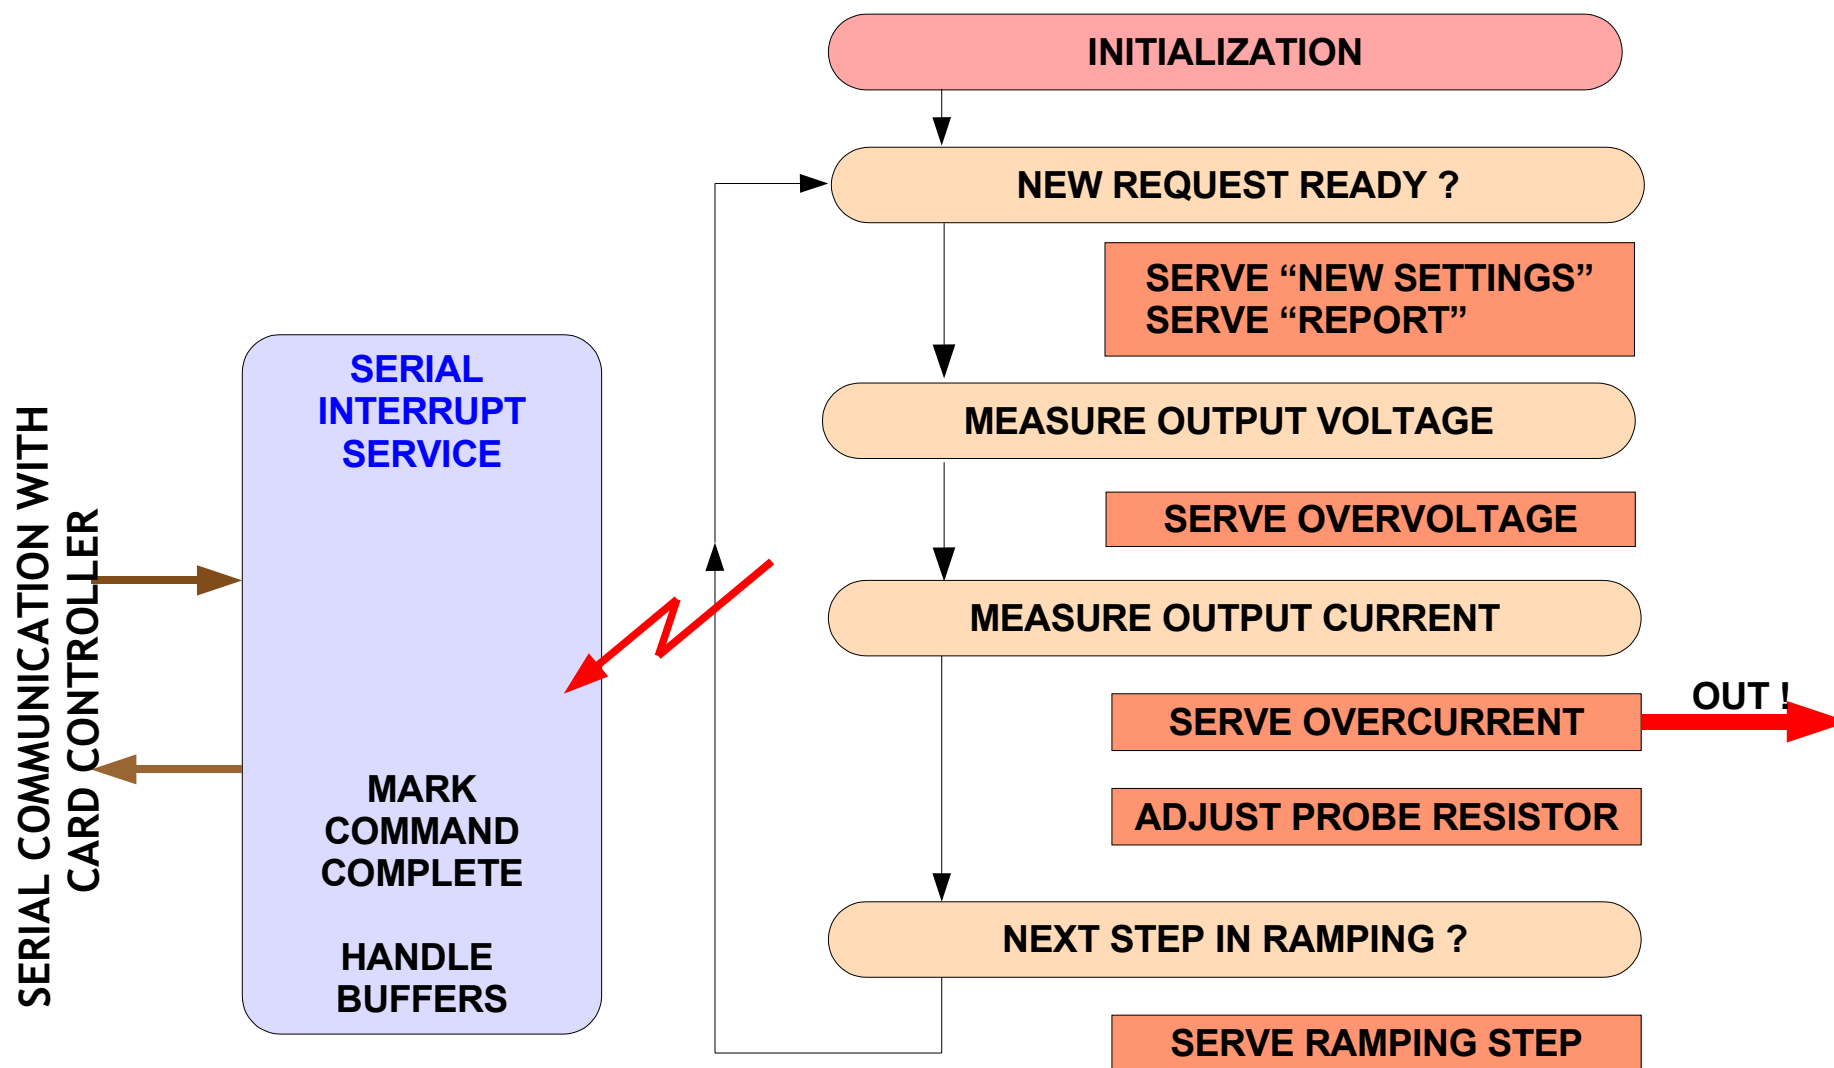 INITIALIZATION
NEW REQUEST READY ?
SERVE “NEW SETTINGS”
SERVE “REPORT”
MEASURE OUTPUT VOLTAGE
SERVE OVERVOLTAGE
MEASURE OUTPUT CURRENT
OUT !
SERVE OVERCURRENT
ADJUST PROBE RESISTOR
NEXT STEP IN RAMPING ?
SERVE RAMPING STEP
SERIAL
INTERRUPT
SERVICE
MARK
COMMAND
COMPLETE
HANDLE
BUFFERS
SERIAL COMMUNICATION WITH
CARD CONTROLLER